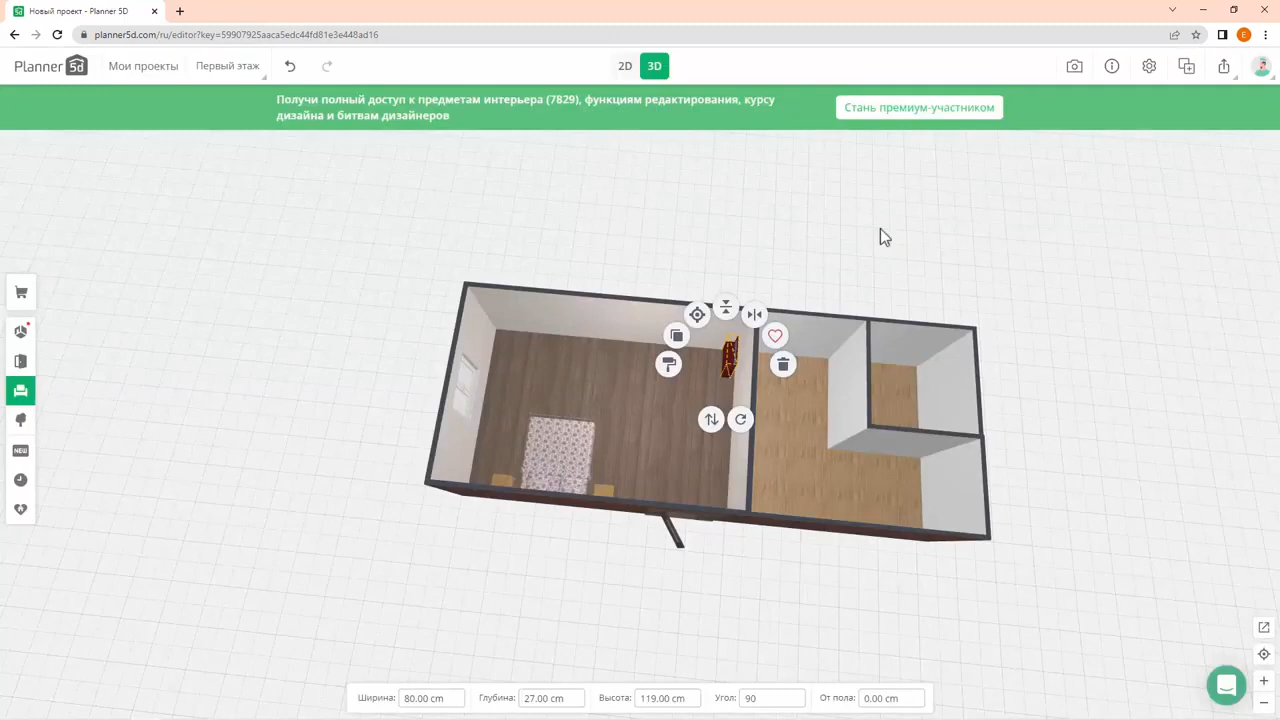 Новый проект - Planner 5D
planner5d.com/ru/editor?key=59907925aaca5edc44fd81e3e448ad16
E
Planner 5d
Мои проекты
Первый этаж
2D
3D
Получи полный доступ к предметам интерьера (7829), функциям редактирования, курсу
дизайна и битвам дизайнеров
Стань премиум-участником
NEW
Ширина: 80.00 cm
Глубина: 27.00 cm
Высота: 119.00 cm
Угол: 90
От пола: 0.00 cm